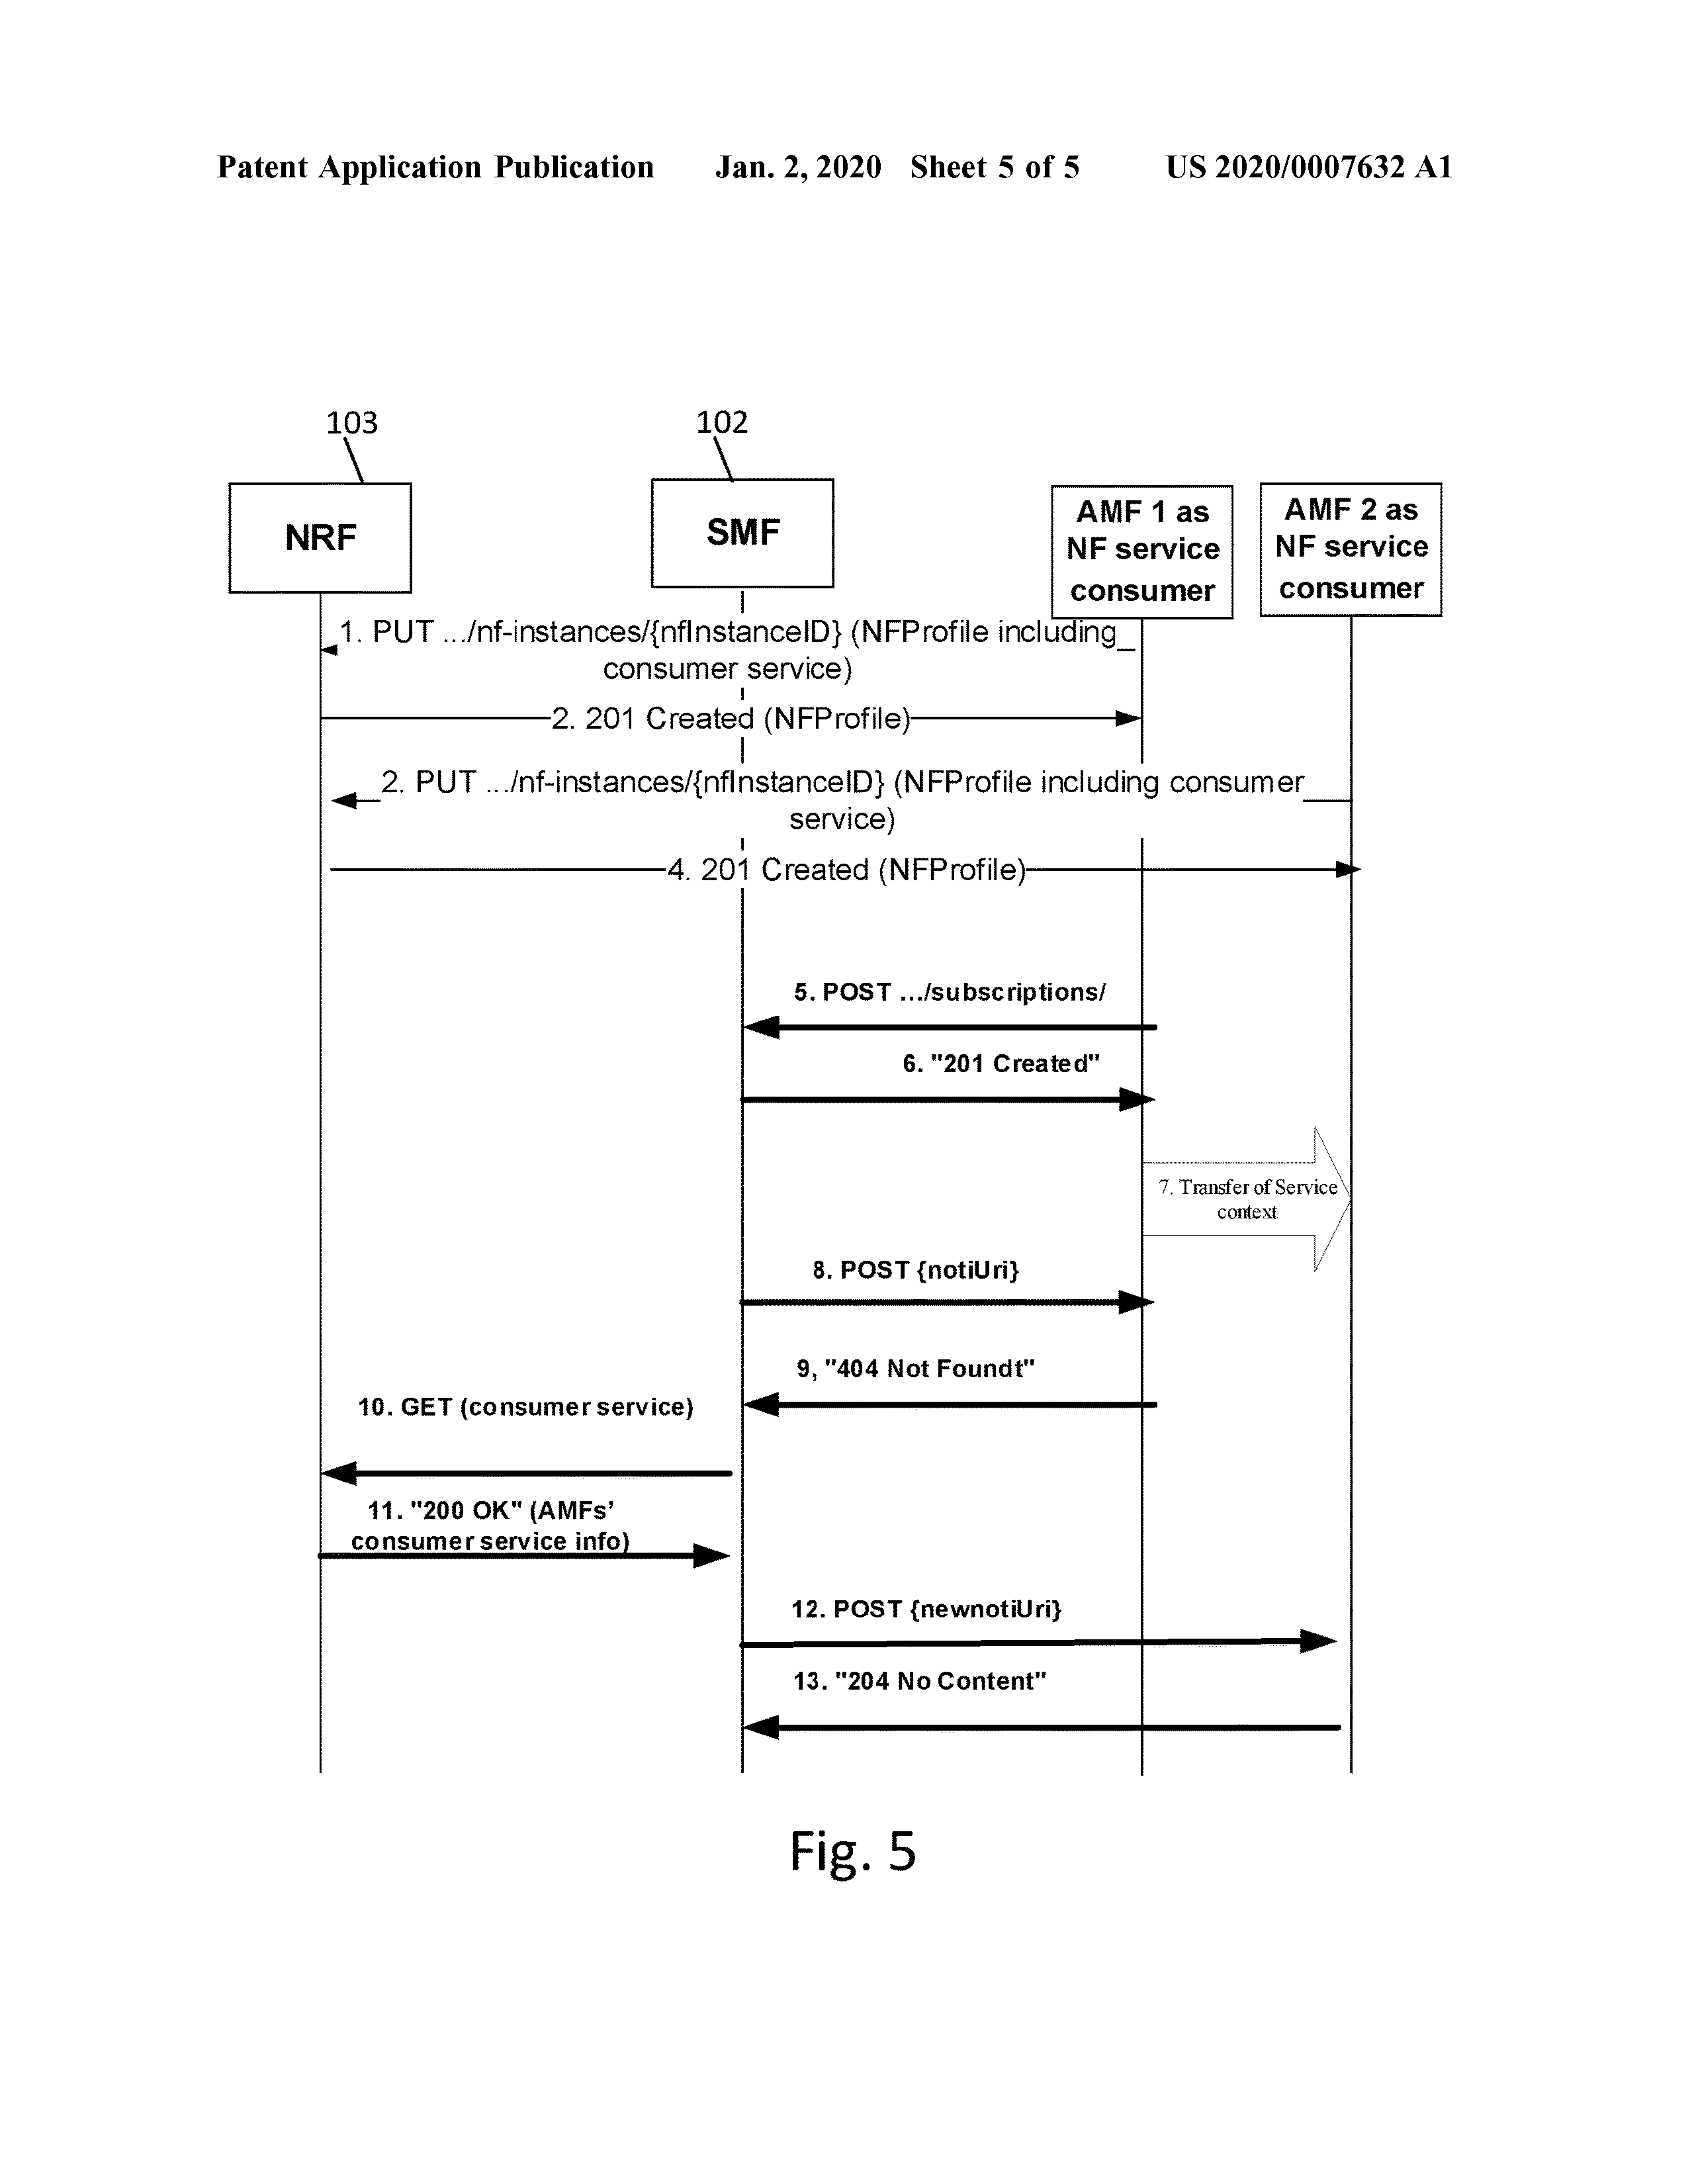 Patent Application Publication Jan. 2, 2020 Sheet 5 of 5 US 2020/0007632 A1
103
102
NRF
SMF
AMF 1 as
NF service
consumer
AMF 2 as
NF service
consumer
1. PUT .../nf-instances/{nfInstanceID} (NFProfile including
consumer service)
2. 201 Created (NFProfile)
2. PUT .../nf-instances/{nfInstanceID} (NFProfile including consumer
service)
4. 201 Created (NFProfile)
5. POST .../subscriptions/
6. "201 Created"
7. Transfer of Service
context
8. POST {notiUri}
9, "404 Not Foundt"
10. GET (consumer service)
11. "200 OK" (AMFs’
consumer service info)
12. POST {newnotiUri}
13. "204 No Content"
Fig. 5